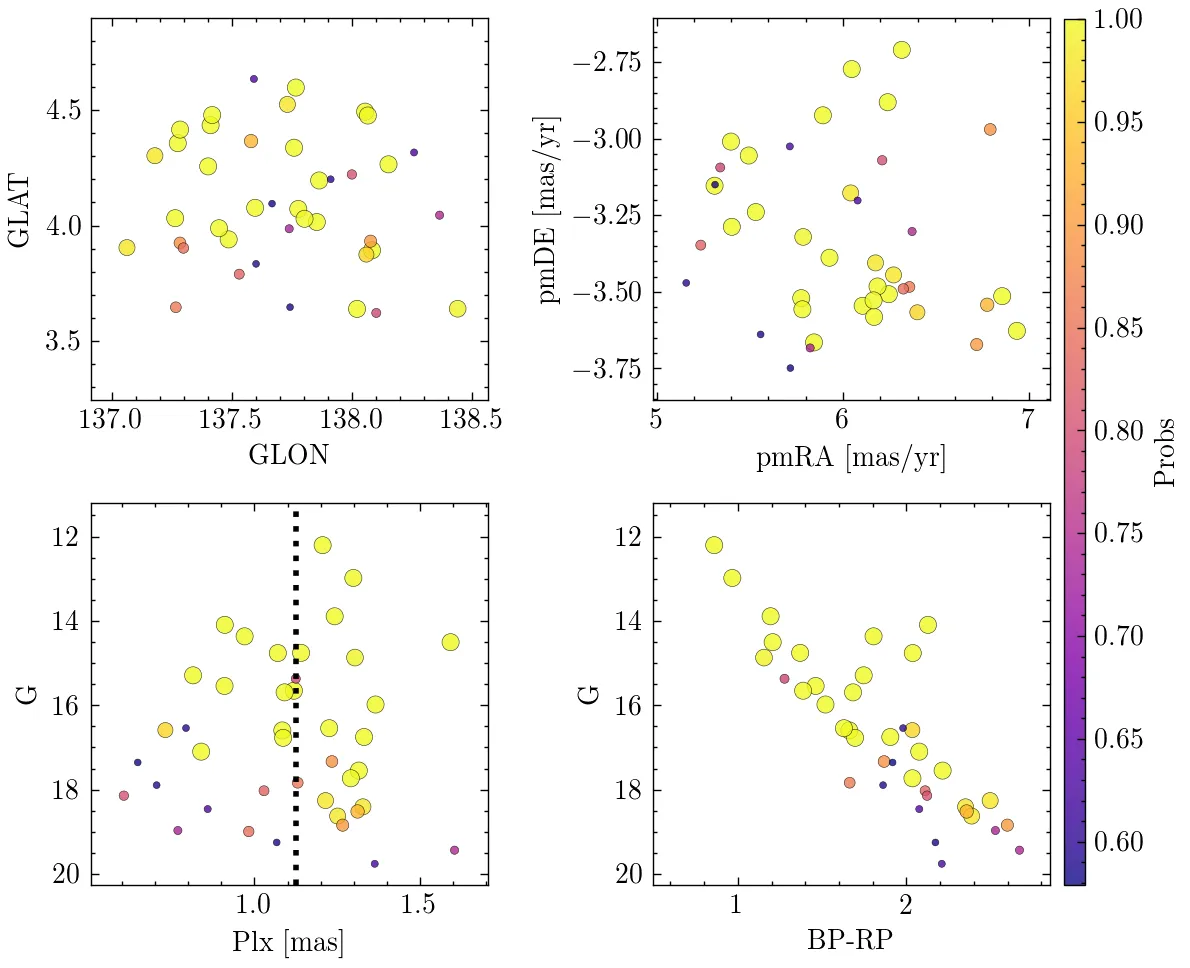 4.5
4.0
3.5
GLAT
137.0 137.5 138.0 138.5
GLON
−2.75
−3.00
−3.25
−3.50
−3.75
pmDE [mas/yr]
5 6 7
pmRA [mas/yr]
12
14
16
18
20
G
1.0 1.5
Plx [mas]
12
14
16
18
20
G
1 2
BP-RP
1.00
0.95
0.90
0.85
0.80
0.75
0.70
0.65
0.60
Probs